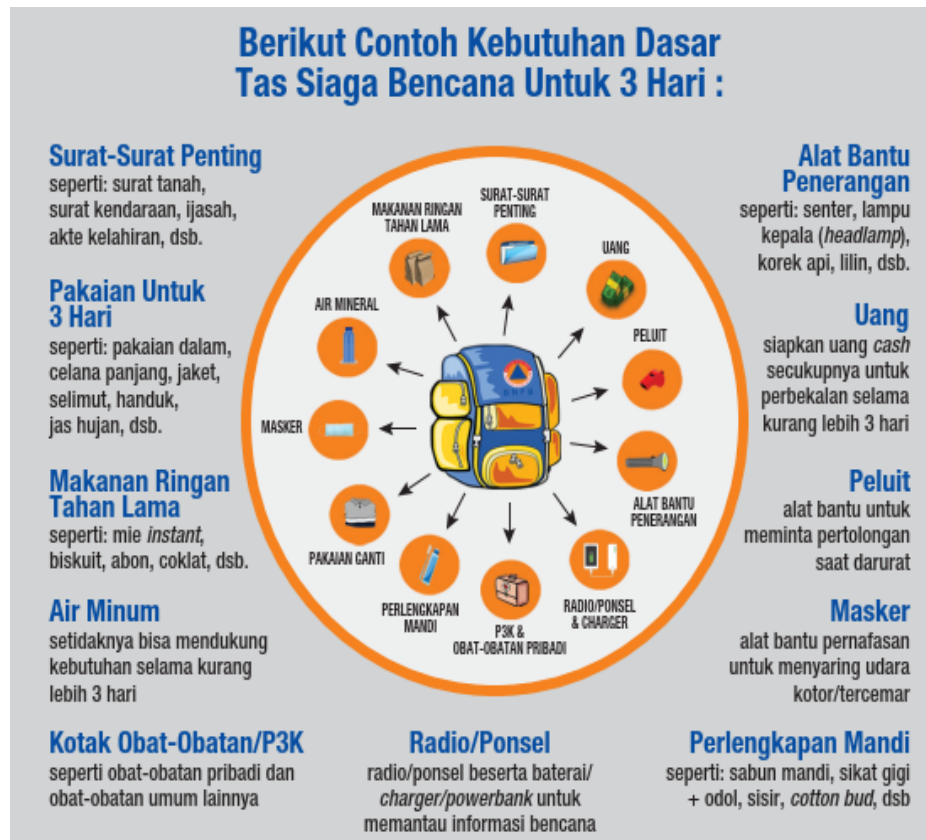 Berikut Contoh Kebutuhan Dasar
Tas Siaga Bencana Untuk 3 Hari :
Surat-Surat Penting
seperti: surat tanah,
surat kendaraan, ijasah,
akte kelahiran, dsb.
Pakaian Untuk
3 Hari
seperti: pakaian dalam,
celana panjang, jaket,
selimut, handuk,
jas hujan, dsb.
Makanan Ringan
Tahan Lama
seperti: mie instant,
biskuit, abon, coklat, dsb.
Air Minum
setidaknya bisa mendukung
kebutuhan selama kurang
lebih 3 hari
Kotak Obat-Obatan/P3K
seperti obat-obatan pribadi dan
obat-obatan umum lainnya
SURAT-SURAT
PENTING
UANG
PELUIT
ALAT BANTU
PENERANGAN
RADIO/PONSEL
& CHARGER
P3K &
OBAT-OBATAN PRIBADI
PERLENGKAPAN
MANDI
PAKAIAN GANTI
MASKER
AIR MINERAL
MAKANAN RINGAN
TAHAN LAMA
BNPB
Radio/Ponsel
radio/ponsel beserta baterai/
charger/powerbank untuk
memantau informasi bencana
Alat Bantu
Penerangan
seperti: senter, lampu
kepala (headlamp),
korek api, lilin, dsb.
Uang
siapkan uang cash
secukupnya untuk
perbekalan selama
kurang lebih 3 hari
Peluit
alat bantu untuk
meminta pertolongan
saat darurat
Masker
alat bantu pernafasan
untuk menyaring udara
kotor/tercemar
Perlengkapan Mandi
seperti: sabun mandi, sikat gigi
+ odol, sisir, cotton bud, dsb